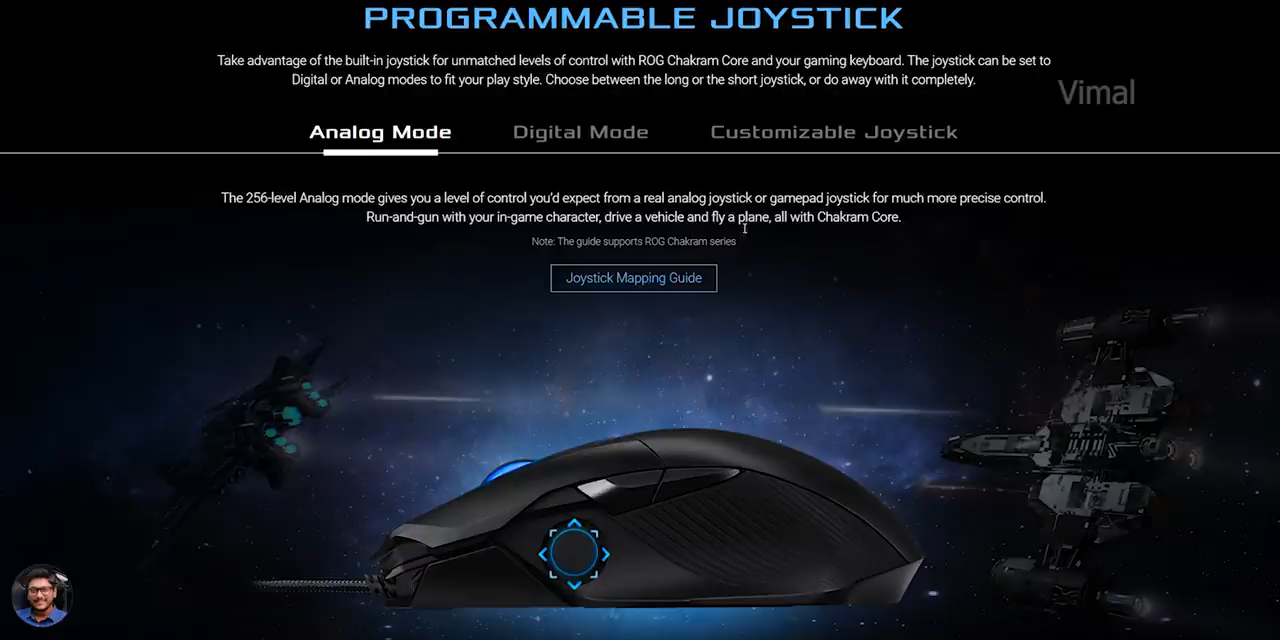 PROGRAMMABLE JOYSTICK
Take advantage of the built-in joystick for unmatched levels of control with ROG Chakram Core and your gaming keyboard. The joystick can be set to
Digital or Analog modes to fit your play style. Choose between the long or the short joystick, or do away with it completely.
Vimal
Analog Mode Digital Mode Customizable Joystick
The 256-level Analog mode gives you a level of control you'd expect from a real analog joystick or gamepad joystick for much more precise control.
Run-and-gun with your in-game character, drive a vehicle and fly a plane, all with Chakram Core.
Note: The guide supports ROG Chakram series
Joystick Mapping Guide